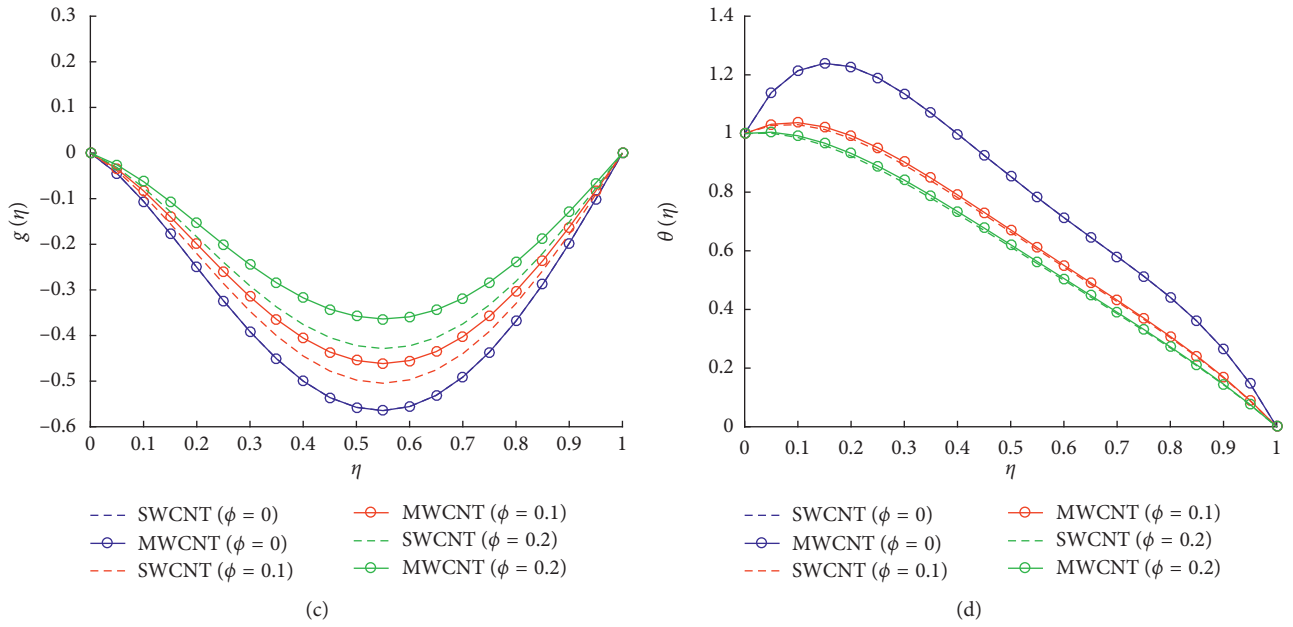 0.3
0.2
0.1
0
–0.1
–0.2
–0.3
–0.4
–0.5
–0.6
g (η)
0 0.1 0.2 0.3 0.4 0.5 0.6 0.7 0.8 0.9 1
η
SWCNT (ϕ = 0)
MWCNT (ϕ = 0)
SWCNT (ϕ = 0.1)
MWCNT (ϕ = 0.1)
SWCNT (ϕ = 0.2)
MWCNT (ϕ = 0.2)
(c)
1.4
1.2
1
0.8
0.6
0.4
0.2
0
θ (η)
0 0.1 0.2 0.3 0.4 0.5 0.6 0.7 0.8 0.9 1
η
SWCNT (ϕ = 0)
MWCNT (ϕ = 0)
SWCNT (ϕ = 0.1)
MWCNT (ϕ = 0.1)
SWCNT (ϕ = 0.2)
MWCNT (ϕ = 0.2)
(d)